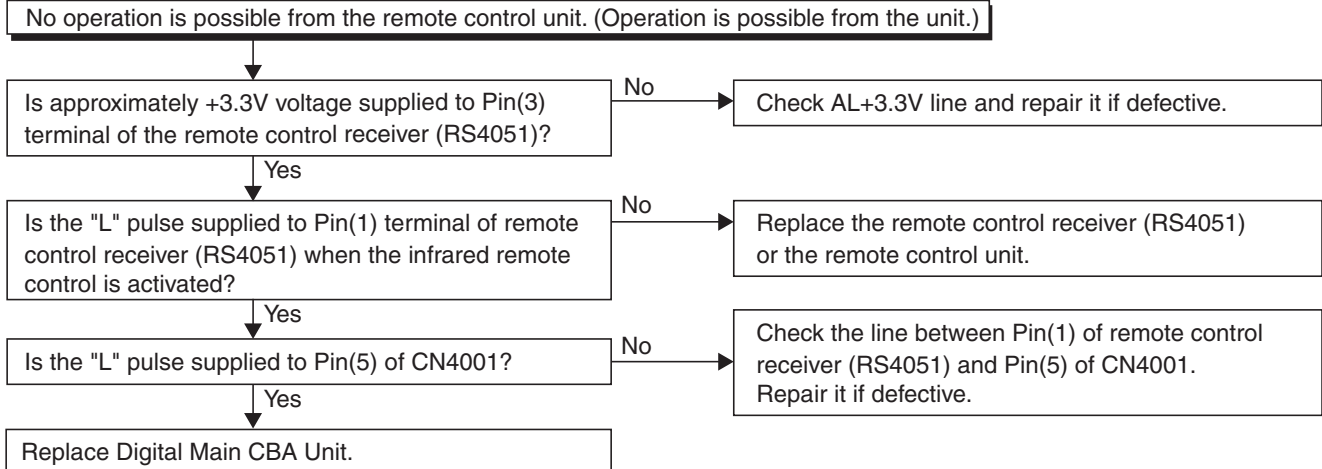 No operation is possible from the remote control unit. (Operation is possible from the unit.)
Is approximately +3.3V voltage supplied to Pin(3)
terminal of the remote control receiver (RS4051)?
No
Check AL+3.3V line and repair it if defective.
Yes
Is the "L" pulse supplied to Pin(1) terminal of remote
control receiver (RS4051) when the infrared remote
control is activated?
No
Replace the remote control receiver (RS4051)
or the remote control unit.
Yes
Is the "L" pulse supplied to Pin(5) of CN4001?
No
Check the line between Pin(1) of remote control
receiver (RS4051) and Pin(5) of CN4001.
Repair it if defective.
Yes
Replace Digital Main CBA Unit.